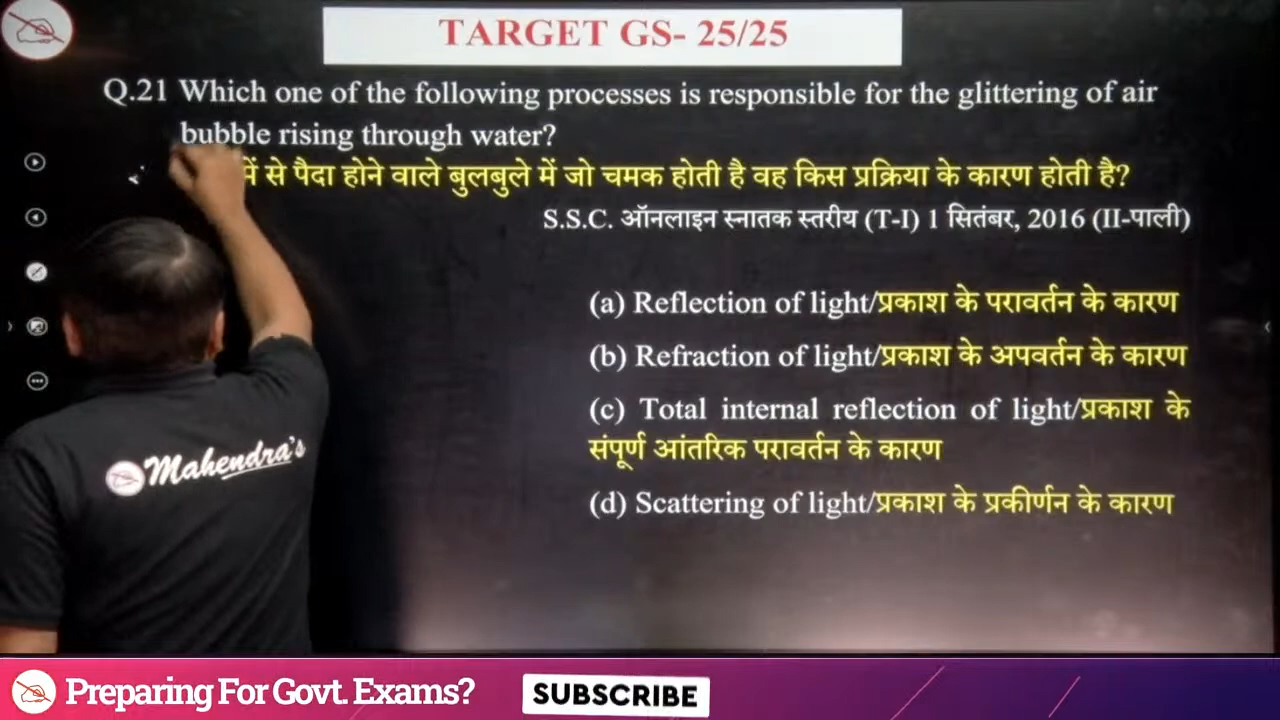 TARGET GS- 25/25
Q.21 Which one of the following processes is responsible for the glittering of air
bubble rising through water?
में से पैदा होने वाले बुलबुले में जो चमक होती है वह किस प्रक्रिया के कारण होती है?
S.S.C. ऑनलाइन स्नातक स्तरीय (T-I) 1 सितंबर, 2016 (II-पाली)
(a) Reflection of light/प्रकाश के परावर्तन के कारण
(b) Refraction of light/प्रकाश के अपवर्तन के कारण
(c) Total internal reflection of light/प्रकाश के
संपूर्ण आंतरिक परावर्तन के कारण
(d) Scattering of light/प्रकाश के प्रकीर्णन के कारण
Mahendra's
Preparing For Govt. Exams?
SUBSCRIBE